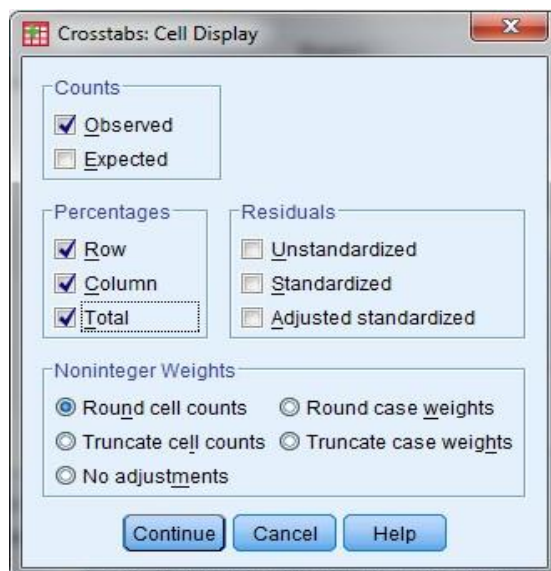 Crosstabs: Cell Display
Counts
Observed
Expected
Percentages
Row
Column
Total
Residuals
Unstandardized
Standardized
Adjusted standardized
Noninteger Weights
Round cell counts Round case weights
Truncate cell counts Truncate case weights
No adjustments
Continue Cancel Help